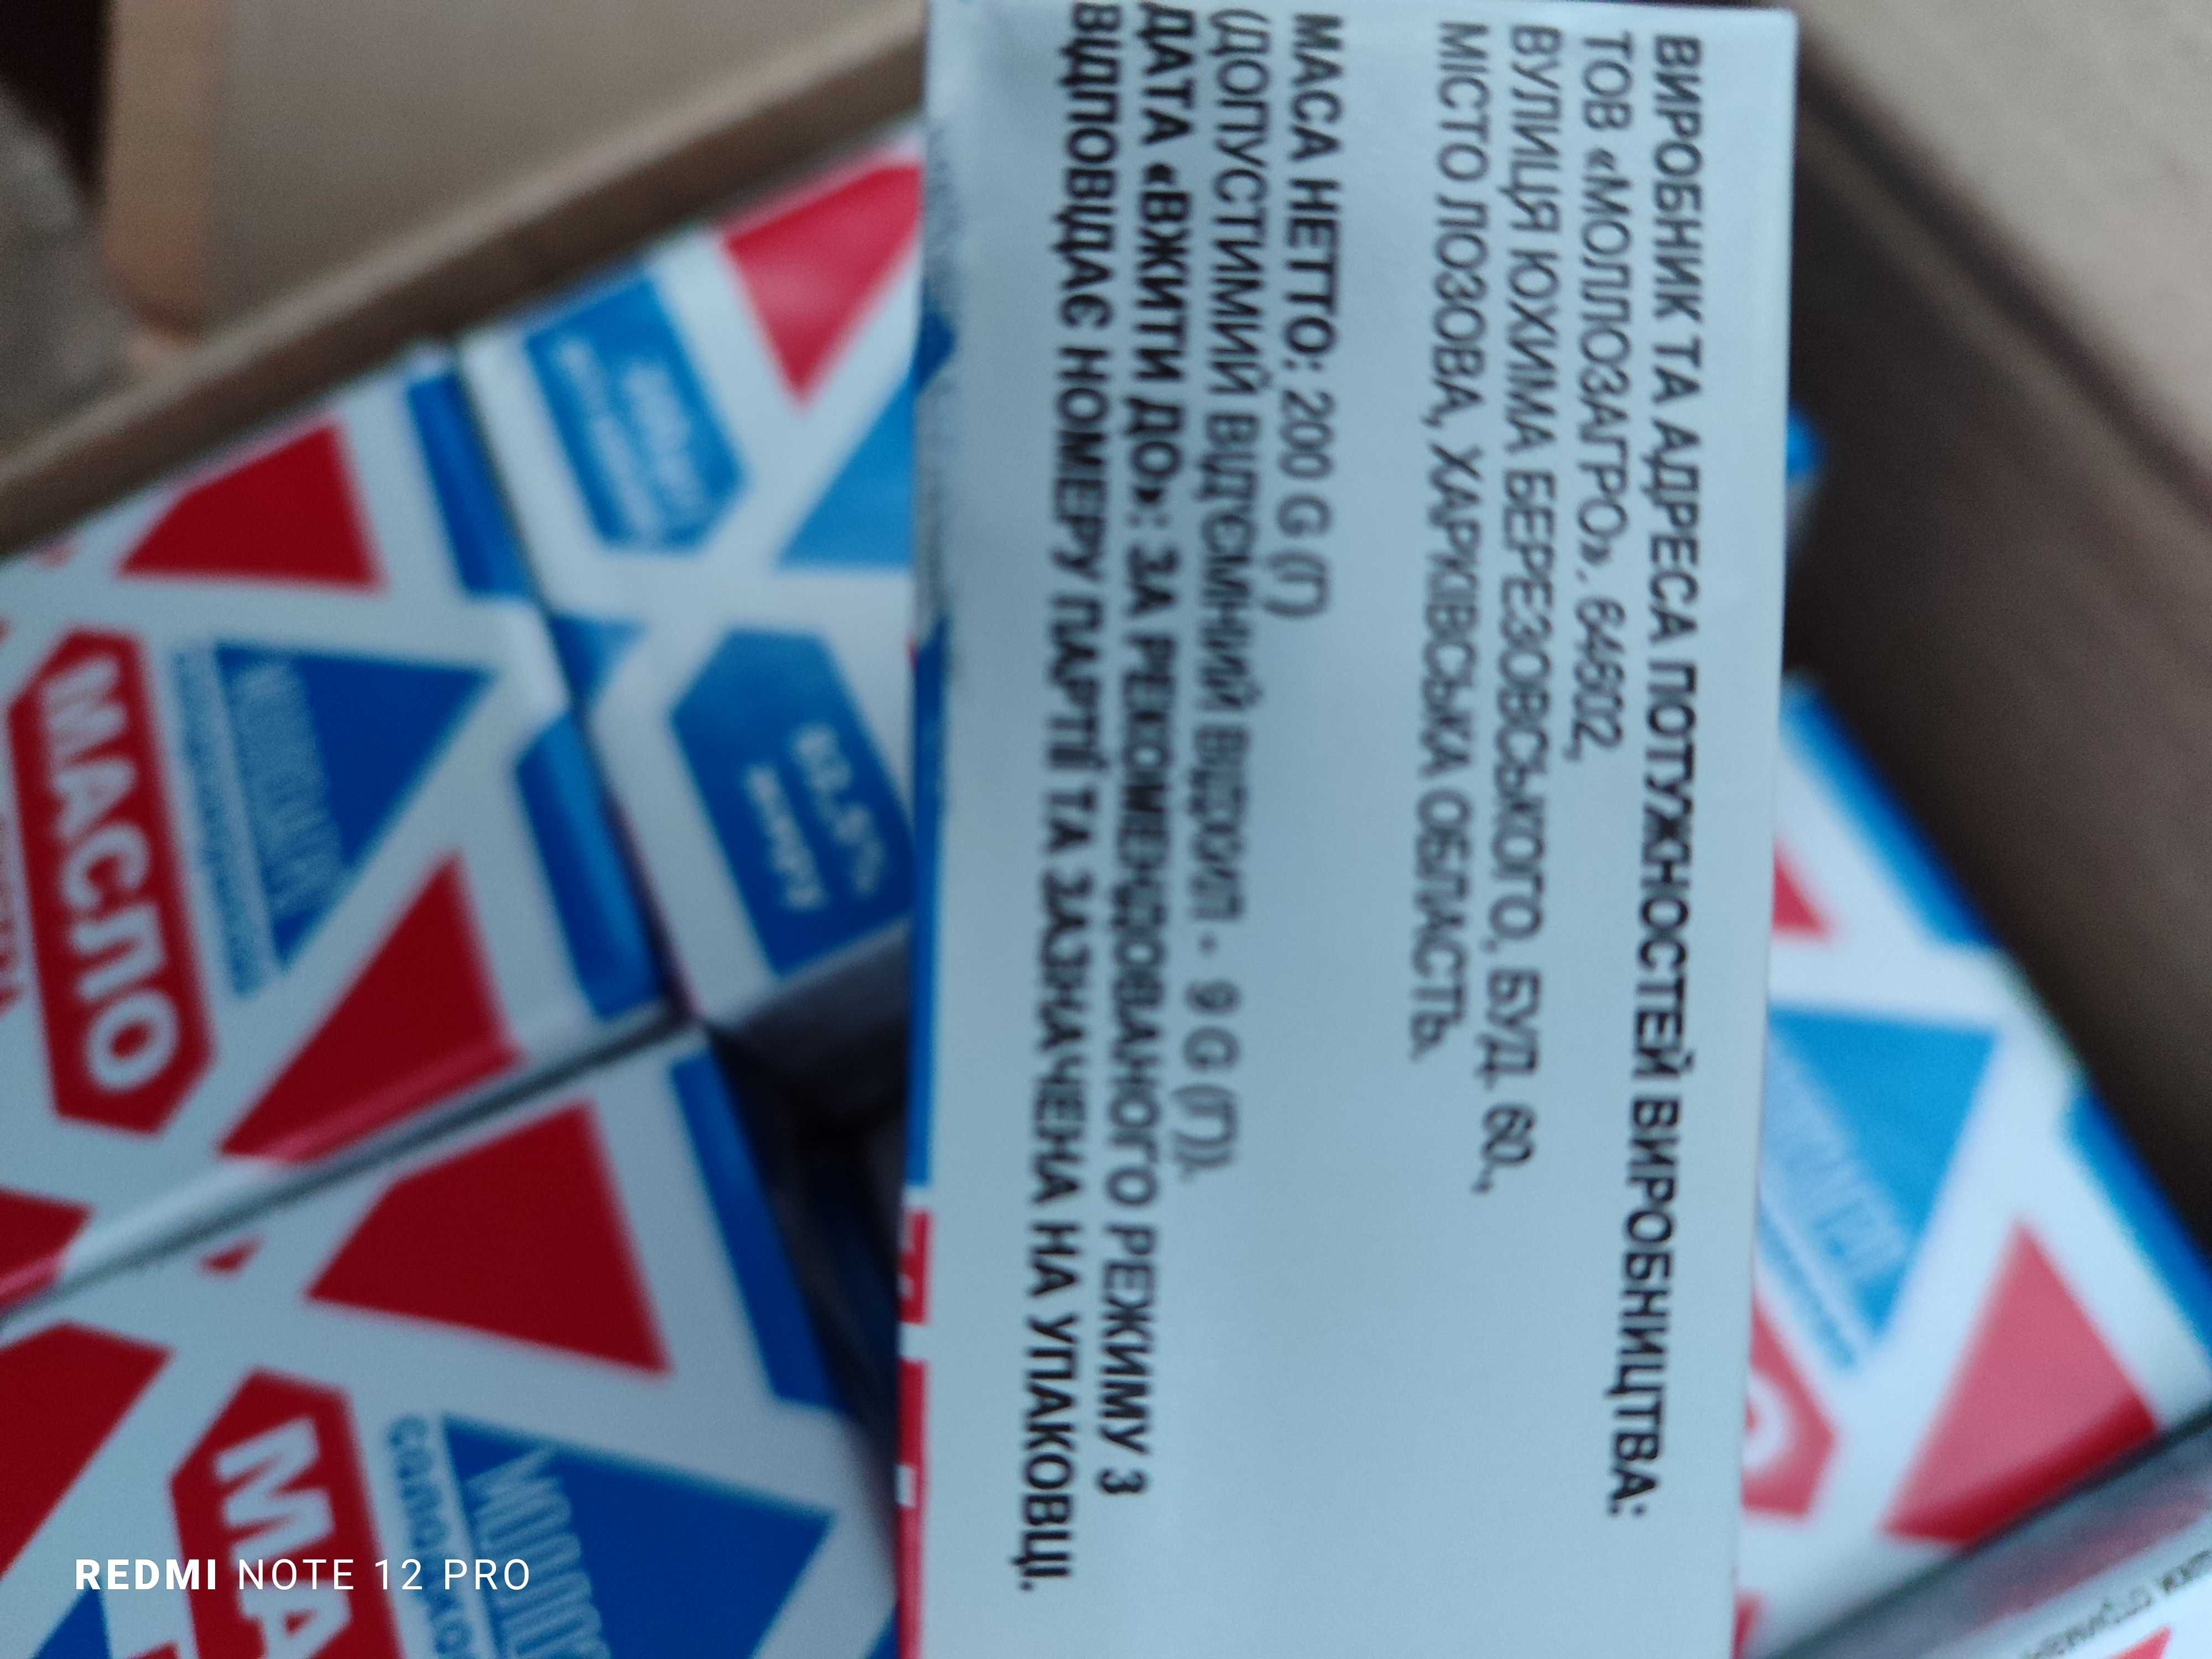 ВИРОБНИК ТА АДРЕСА ПОТУЖНОСТЕЙ ВИРОБНИЦТВА:
ТОВ «МОЛЛОЗАГРО». 64602,
ВУЛИЦЯ ЮХИМА БЕРЕЗОВСЬКОГО, БУД. 60.,
МІСТО ЛОЗОВА, ХАРКІВСЬКА ОБЛАСТЬ.
МАСА НЕТТО: 200 G (Г)
(ДОПУСТИМИЙ ВІД'ЄМНИЙ ВІДХИЛ - 9 G (Г)).
ДАТА «ВЖИТИ ДО»: ЗА РЕКОМЕНДОВАНОГО РЕЖИМУ З
ВІДПОВІДАЄ НОМЕРУ ПАРТІЇ ТА ЗАЗНАЧЕНА НА УПАКОВЦІ.
МАСЛО
МА
REDMI NOTE 12 PRO